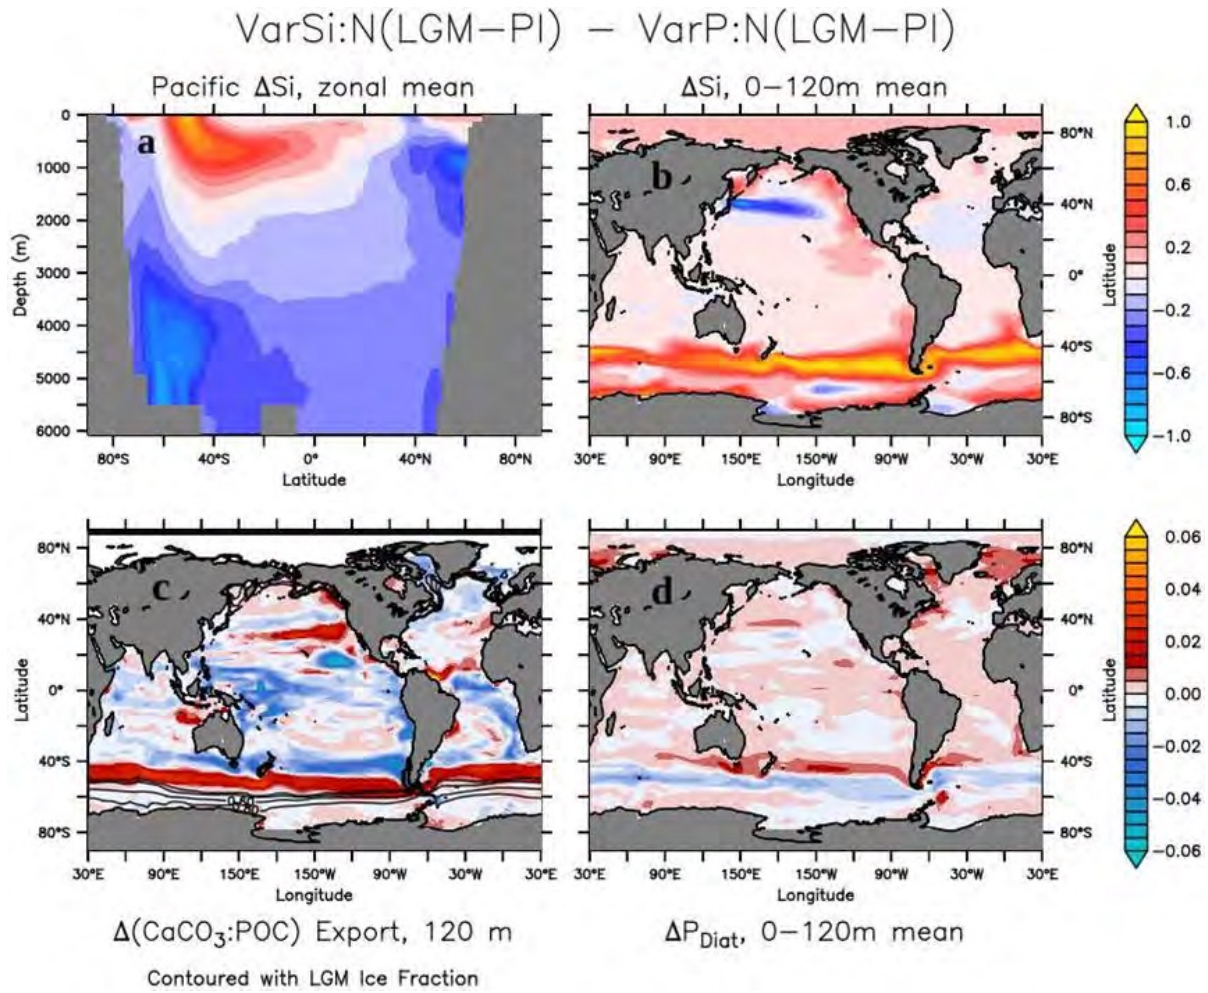 VarSi:N(LGM−PI) − VarP:N(LGM−PI)
Pacific ΔSi, zonal mean
ΔSi, 0−120m mean
a
b
0
1000
2000
3000
4000
5000
6000
Depth (m)
80°S 40°S 0° 40°N 80°N
Latitude
80°N
40°N
0°
40°S
80°S
Latitude
30°E 90°E 150°E 150°W 90°W 30°W 30°E
Longitude
1.0
0.6
0.2
−0.2
−0.6
−1.0
c
d
80°N
40°N
0°
40°S
80°S
Latitude
30°E 90°E 150°E 150°W 90°W 30°W 30°E
Longitude
80°N
40°N
0°
40°S
80°S
Latitude
30°E 90°E 150°E 150°W 90°W 30°W 30°E
Longitude
0.06
0.04
0.02
0.00
−0.02
−0.04
−0.06
Δ(CaCO₃:POC) Export, 120 m
Contoured with LGM Ice Fraction
ΔP_Diat, 0−120m mean